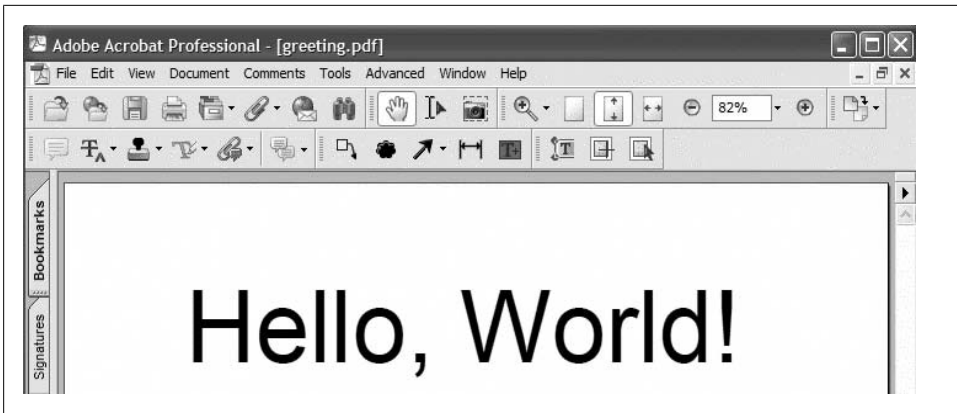 Adobe Acrobat Professional - [greeting.pdf]
File Edit View Document Comments Tools Advanced Window Help
82%
Bookmarks
Signatures
Hello, World!